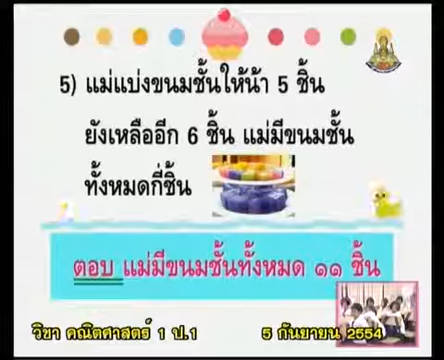 5) แม่แบ่งขนมชั้นให้น้า 5 ชิ้น
ยังเหลืออีก 6 ชิ้น แม่มีขนมชั้น
ทั้งหมดกี่ชิ้น
ตอบ แม่มีขนมชั้นทั้งหมด ๑๑ ชิ้น
วิชา คณิตศาสตร์ 1 ป.1
5 กันยายน 2554